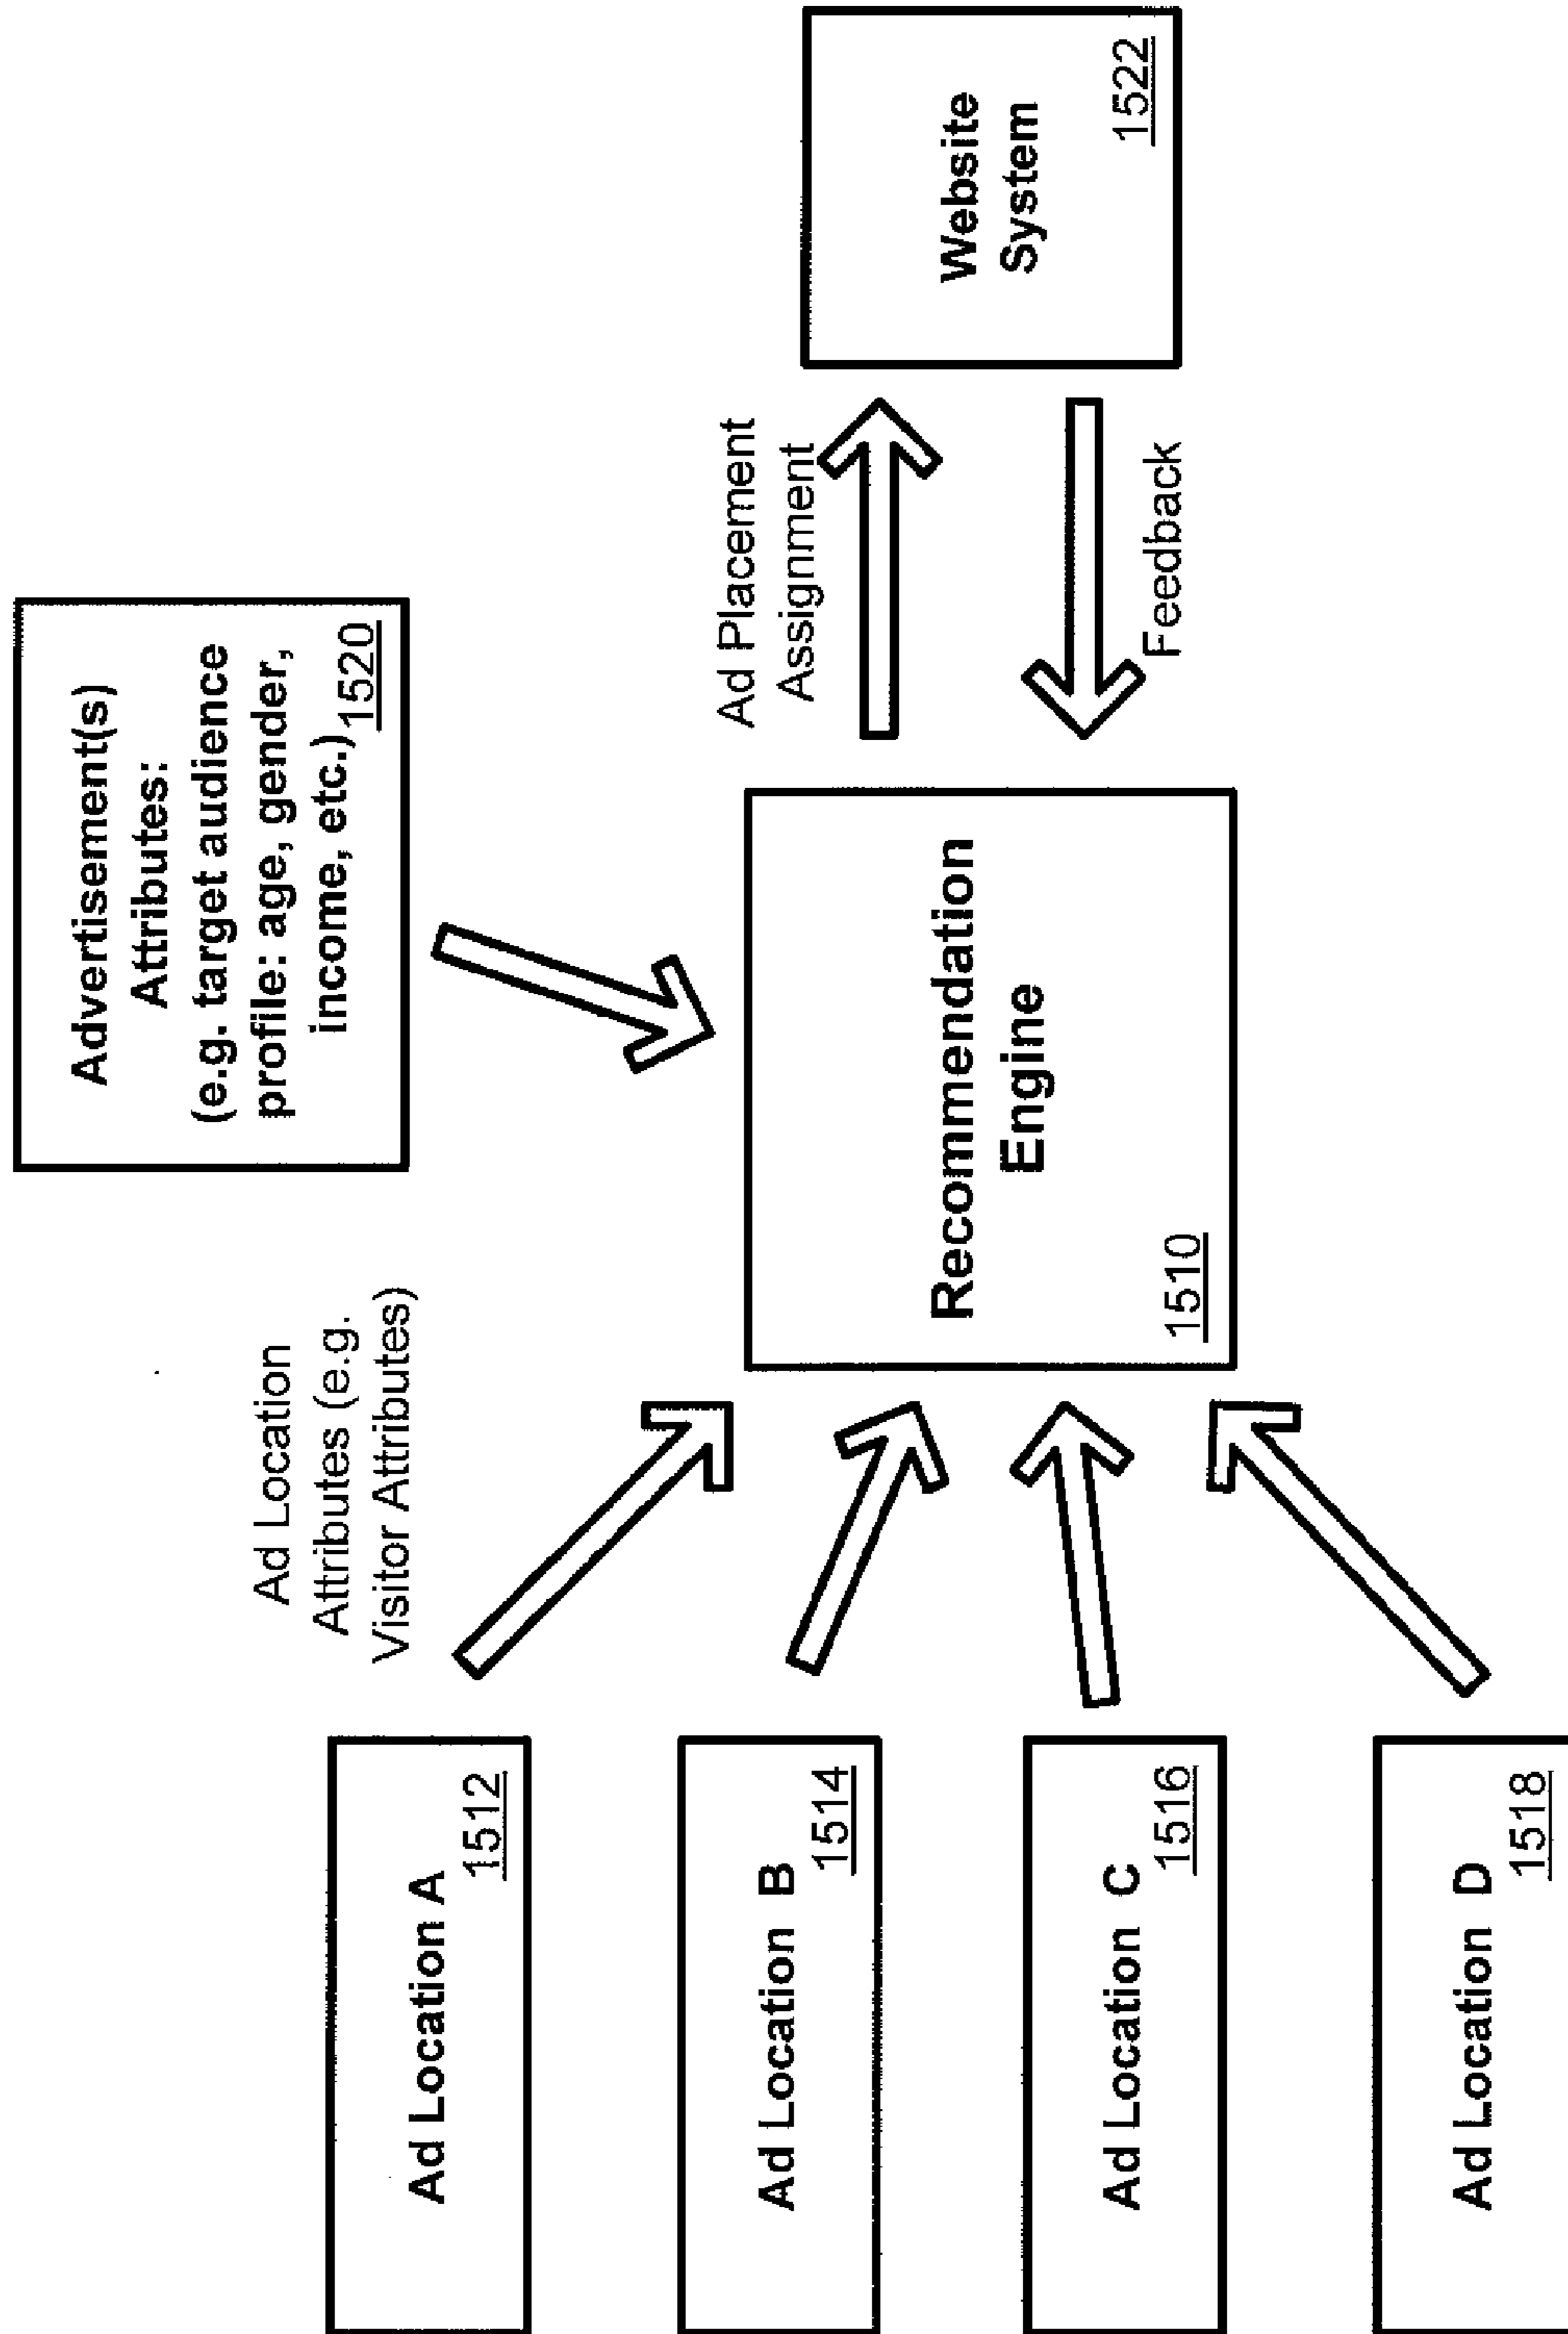 Advertisement(s)
Attributes:
(e.g. target audience
profile: age, gender,
income, etc.)
1520
Ad Location
Attributes (e.g.
Visitor Attributes)
Ad Location A
1512
Ad Location B
1514
Ad Location C
1516
Ad Location D
1518
Recommendation
Engine
1510
Ad Placement
Assignment
Feedback
Website
System
1522